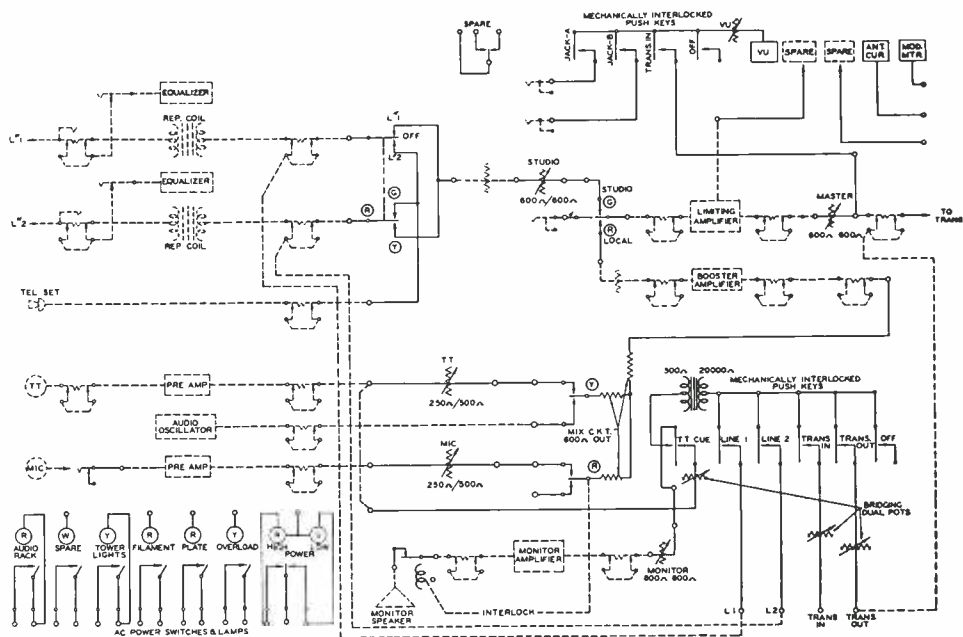 SPARE
MECHANICALLY INTERLOCKED
PUSH KEYS
JACK-A
JACK-B
TRANS. IN
OFF
VU
VU
SPARE
SPARE
ANT. CUR.
MOD. MTR.
EQUALIZER
REP. COIL
L#1
L#1
OFF
L#2
EQUALIZER
L#2
REP. COIL
R
G
Y
STUDIO
600Ω/600Ω
STUDIO
G
R
LOCAL
LIMITING
AMPLIFIER
MASTER
600Ω 600Ω
TO
TRANS.
BOOSTER
AMPLIFIER
TEL SET
TT
PRE AMP
TT
250Ω/500Ω
Y
AUDIO
OSCILLATOR
MIX CKT.
600Ω OUT
MIC
PRE AMP
MIC
250Ω/500Ω
R
500Ω
20000Ω
MECHANICALLY INTERLOCKED
PUSH KEYS
TT CUE
LINE 1
LINE 2
TRANS IN
TRANS. OUT
OFF
BRIDGING
DUAL POTS
R
AUDIO
RACK
W
SPARE
Y
TOWER
LIGHTS
R
FILAMENT
R
PLATE
Y
OVERLOAD
POWER
AC POWER SWITCHES & LAMPS
MONITOR
SPEAKER
INTERLOCK
MONITOR
AMPLIFIER
MONITOR
600Ω 600Ω
L1
L2
TRANS
IN
TRANS.
OUT